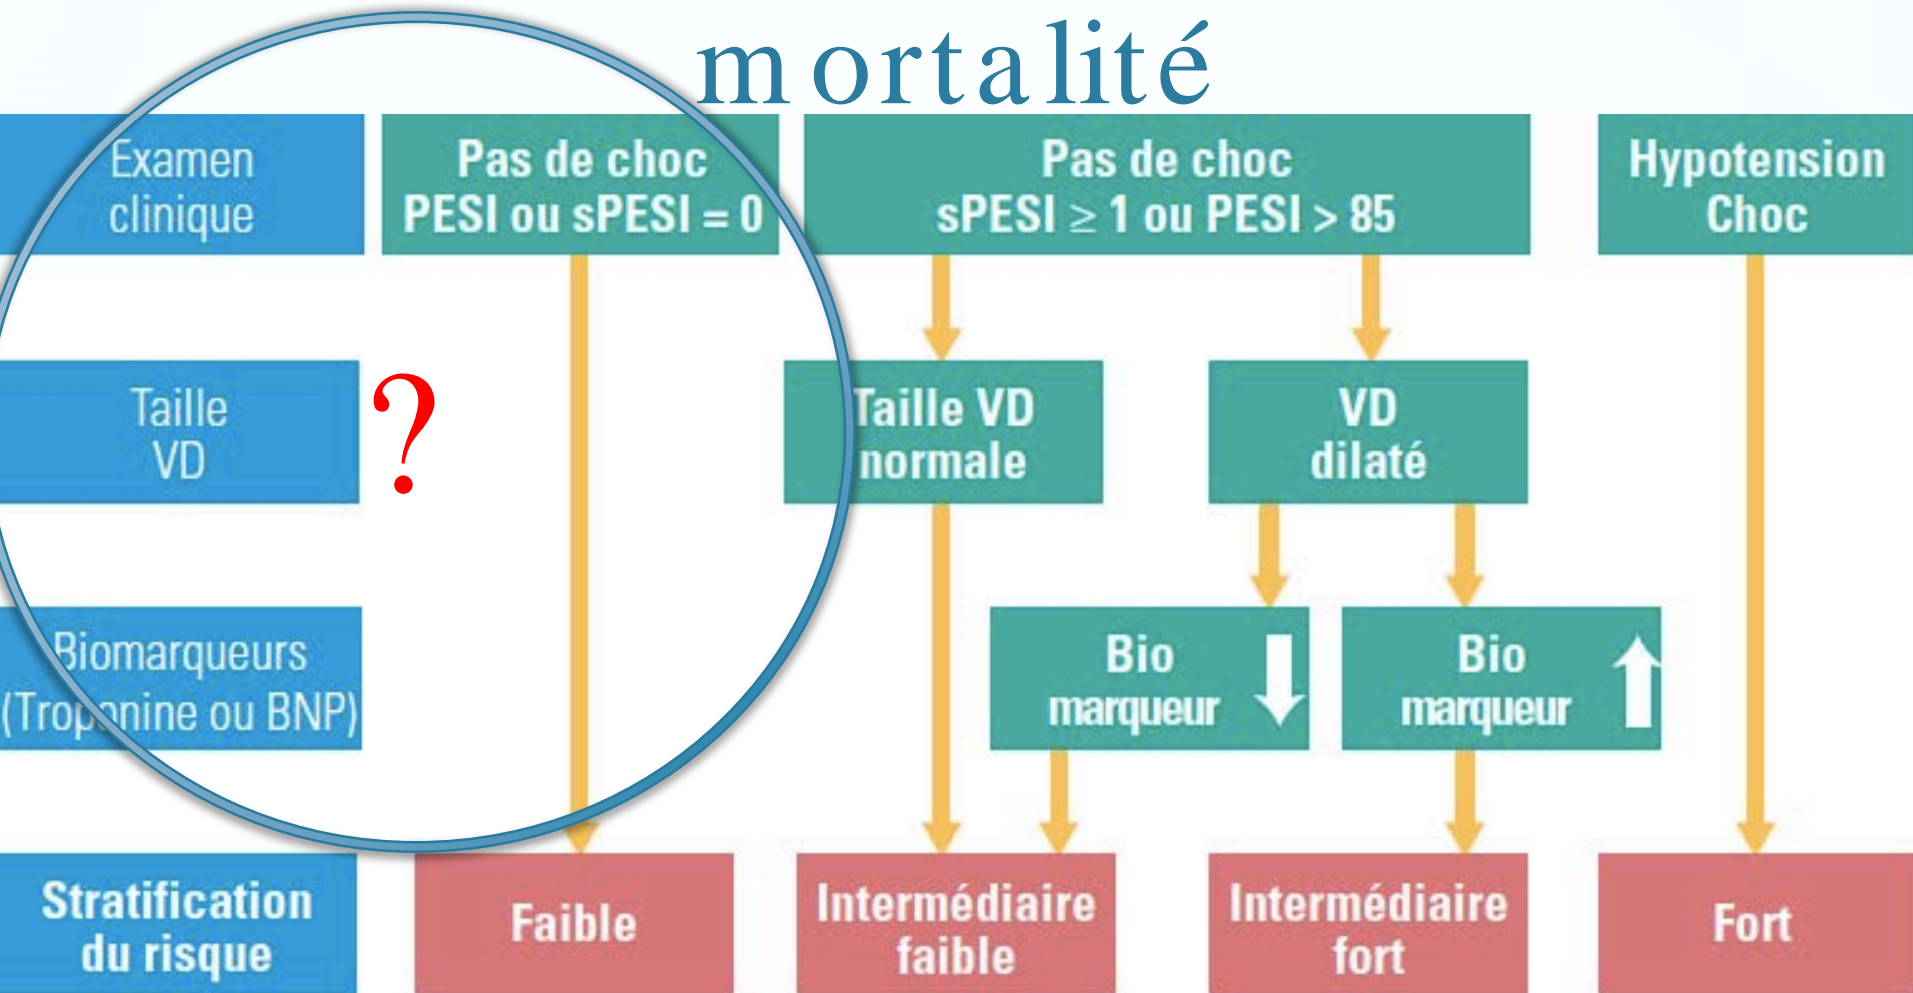 mortalité
Examen
clinique
Pas de choc
PESI ou sPESI = 0
Pas de choc
sPESI ≥ 1 ou PESI > 85
Hypotension
Choc
Taille
VD
?
Taille VD
normale
VD
dilaté
Biomarqueurs
(Troponine ou BNP)
Bio
marqueur
Bio
marqueur
Stratification
du risque
Faible
Intermédiaire
faible
Intermédiaire
fort
Fort